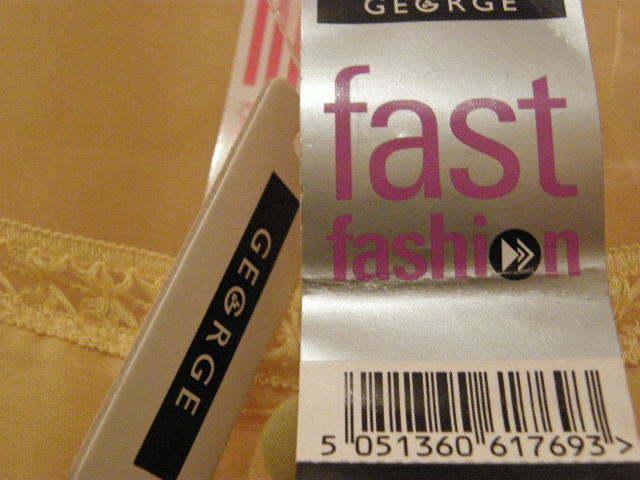 GEORGE
fast
fashion
GEORGE
5 051360 617693 >